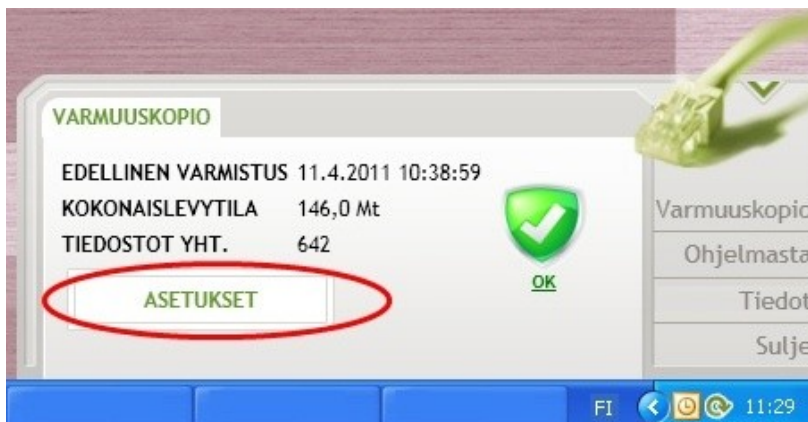 VARMUUSKOPIO
EDELLINEN VARMISTUS 11.4.2011 10:38:59
KOKONAISLEVYTILA 146,0 Mt
TIEDOSTOT YHT. 642
ASETUKSET
OK
Varmuuskopio
Ohjelmasta
Tiedot
Sulje
FI
11:29